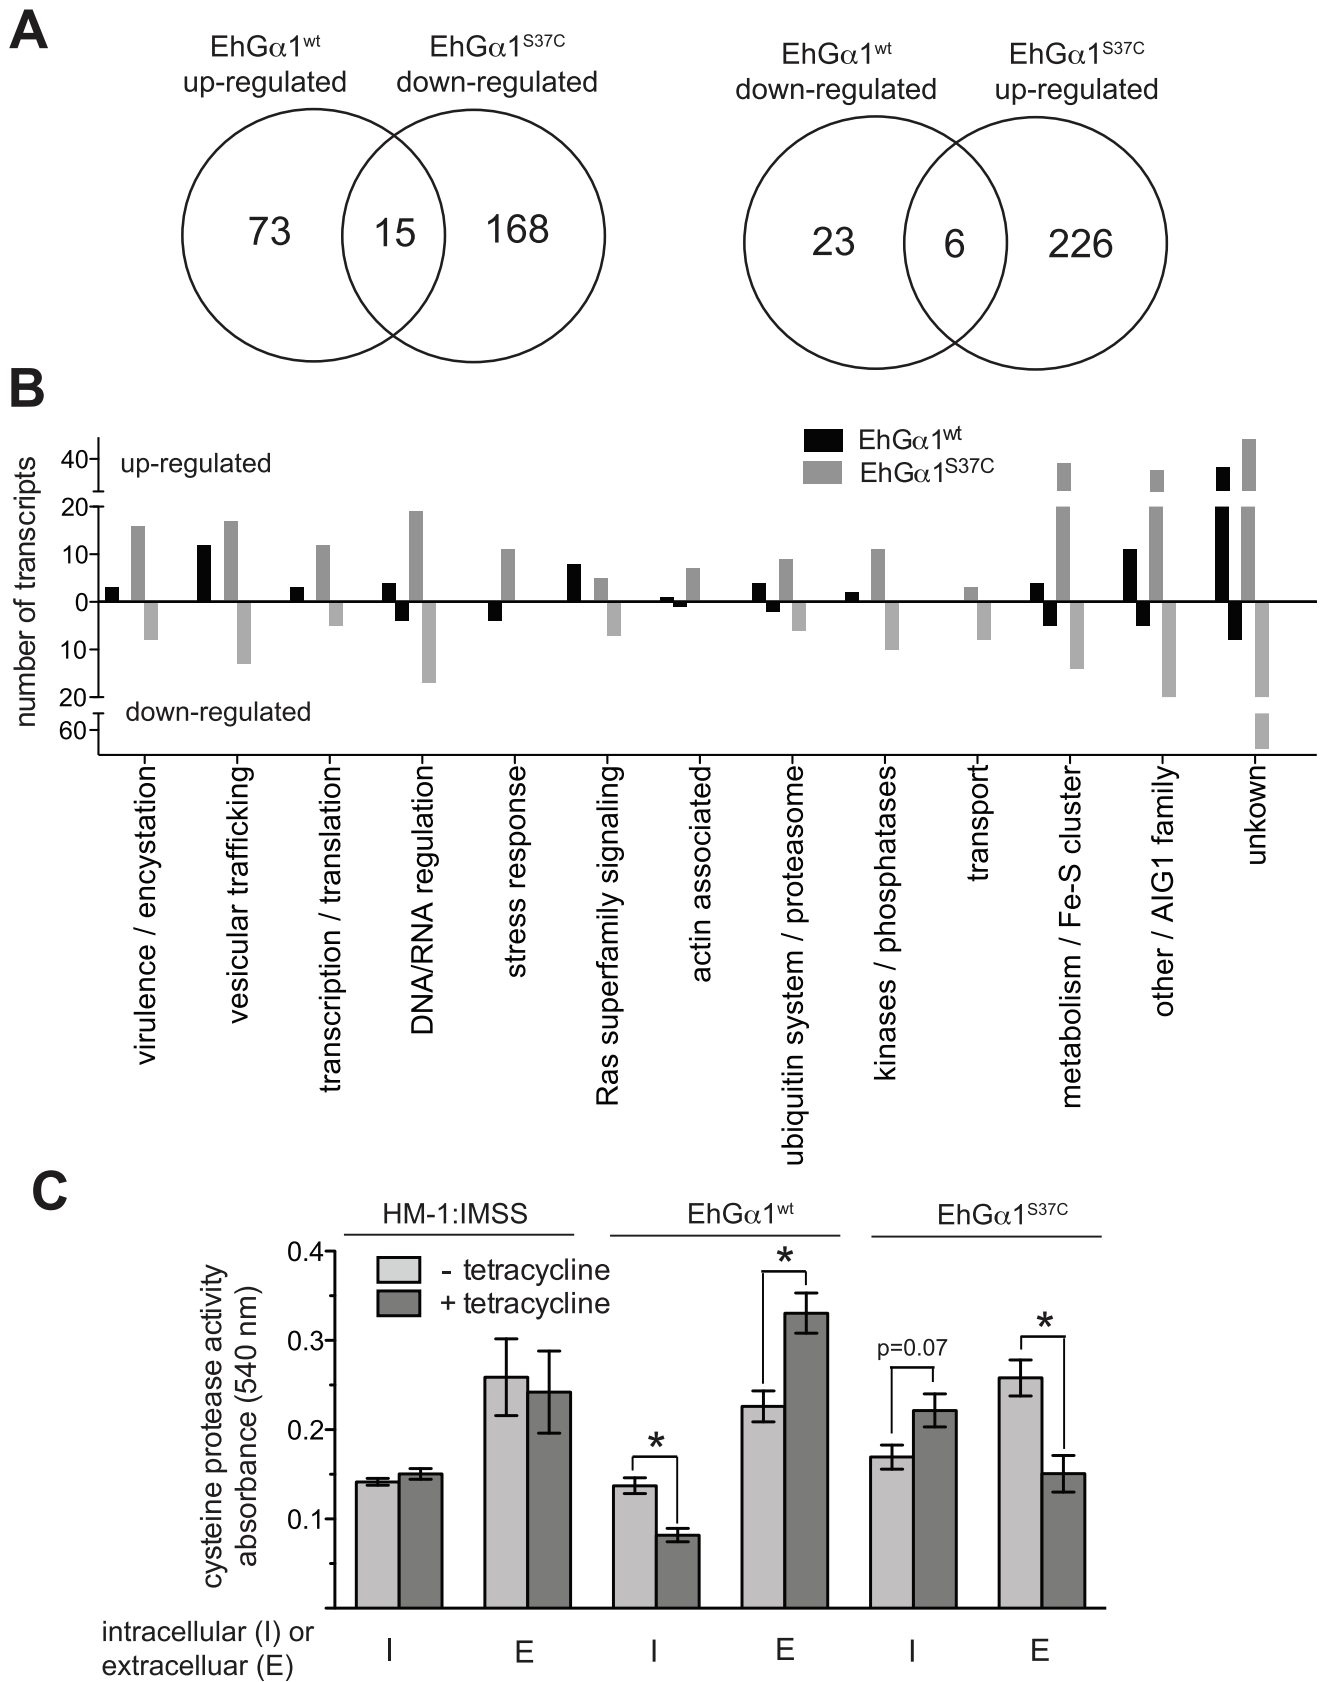 A
EhGα1wt
up-regulated
EhGα1S37C
down-regulated
EhGα1wt
down-regulated
EhGα1S37C
up-regulated
73
15
168
23
6
226
B
number of transcripts
up-regulated
down-regulated
40
20
10
0
10
20
60
EhGα1wt
EhGα1S37C
virulence / encystation
vesicular trafficking
transcription / translation
DNA/RNA regulation
stress response
Ras superfamily signaling
actin associated
ubiquitin system / proteasome
kinases / phosphatases
transport
metabolism / Fe-S cluster
other / AIG1 family
unkown
C
HM-1:IMSS
EhGα1wt
EhGα1S37C
cysteine protease activity
absorbance (540 nm)
0.4
0.3
0.2
0.1
- tetracycline
+ tetracycline
*
*
p=0.07
*
intracellular (I) or
extracelluar (E)
I
E
I
E
I
E